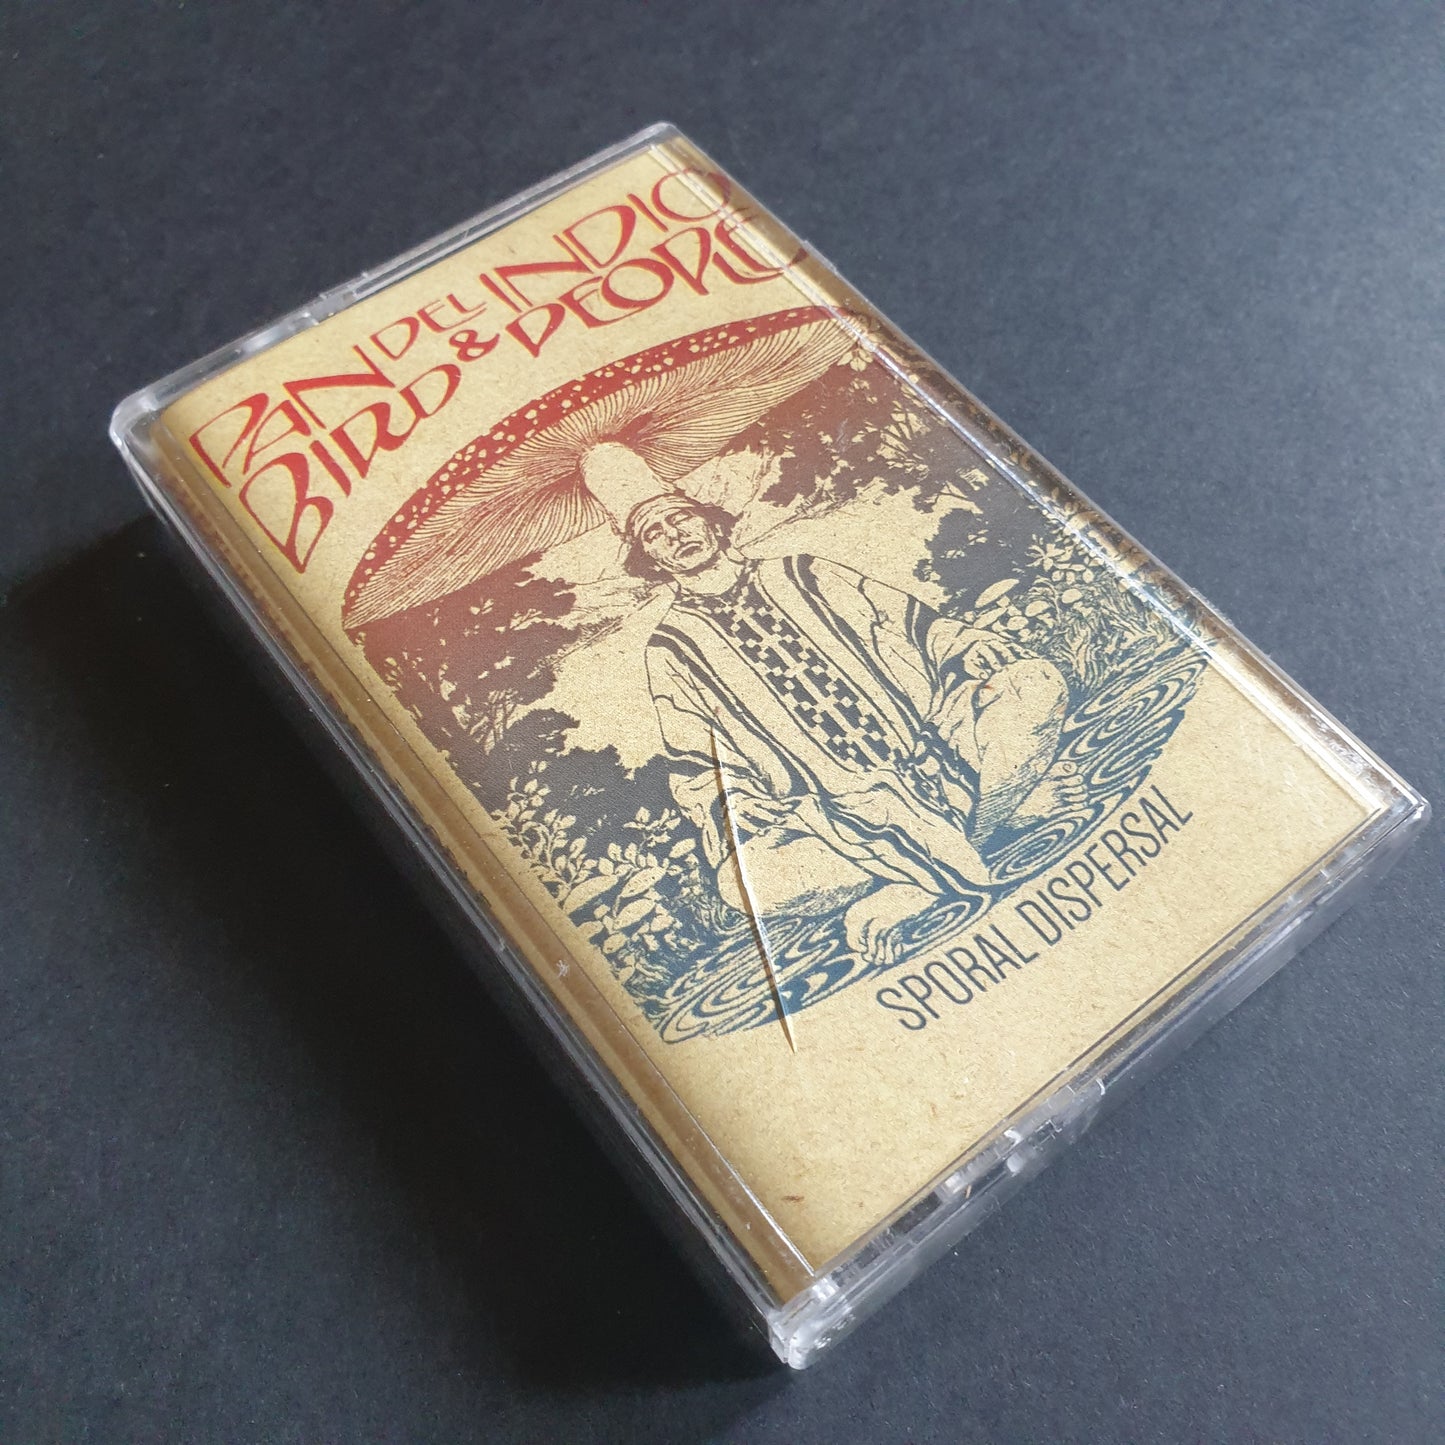 PAN DEL INDIO
BIRD & PEOPLE
SPORAL DISPERSAL